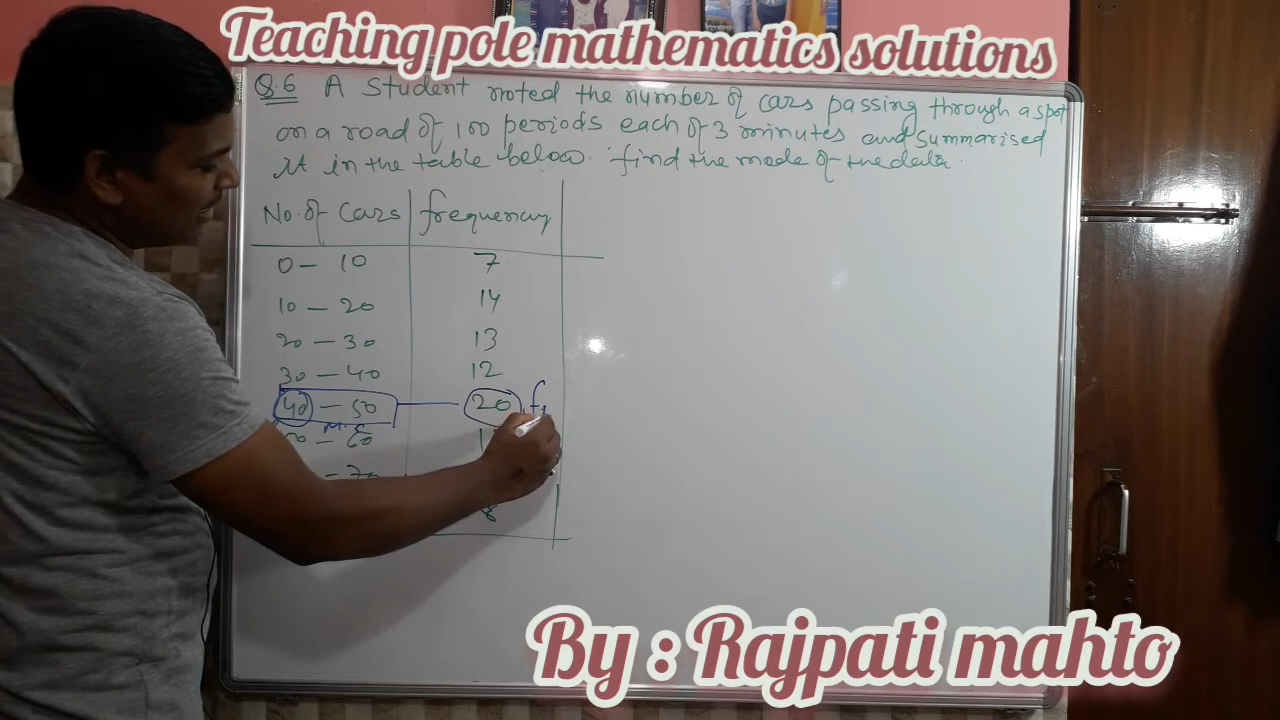 Teaching pole mathematics solutions
Q.6 A Student noted the number of cars passing through a spot
on a road of 100 periods each of 3 minutes and summarised
it in the table below. find the mode of the data.
No. of Cars frequency
0 – 10 7
10 – 20 14
20 – 30 13
30 – 40 12
40 – 50 20 f1
M.C
– 60
– 70
8
By : Rajpati mahto